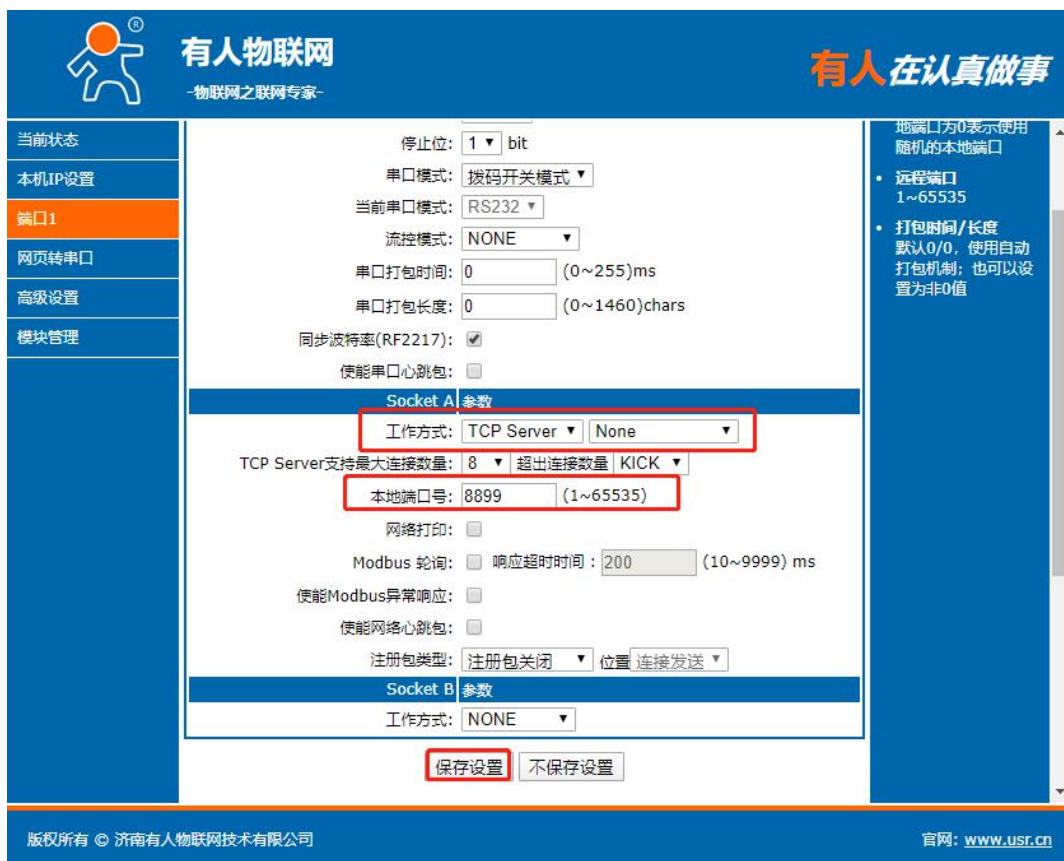 ®
有人物联网
-物联网之联网专家-
有人在认真做事
当前状态
本机IP设置
端口1
网页转串口
高级设置
模块管理
停止位: 1 ▼ bit
串口模式: 拨码开关模式 ▼
当前串口模式: RS232 ▼
流控模式: NONE ▼
串口打包时间: 0 (0~255)ms
串口打包长度: 0 (0~1460)chars
同步波特率(RF2217):
使能串口心跳包:
Socket A 参数
工作方式: TCP Server ▼ None ▼
TCP Server支持最大连接数量: 8 ▼ 超出连接数量 KICK ▼
本地端口号: 8899 (1~65535)
网络打印:
Modbus 轮询: 响应超时时间 : 200 (10~9999) ms
使能Modbus异常响应:
使能网络心跳包:
注册包类型: 注册包关闭 ▼ 位置 连接发送 ▼
Socket B 参数
工作方式: NONE ▼
保存设置 不保存设置
地端口为0表示使用
随机的本地端口
• 远程端口
1~65535
• 打包时间/长度
默认0/0，使用自动
打包机制；也可以设
置为非0值
版权所有 © 济南有人物联网技术有限公司
官网: www.usr.cn